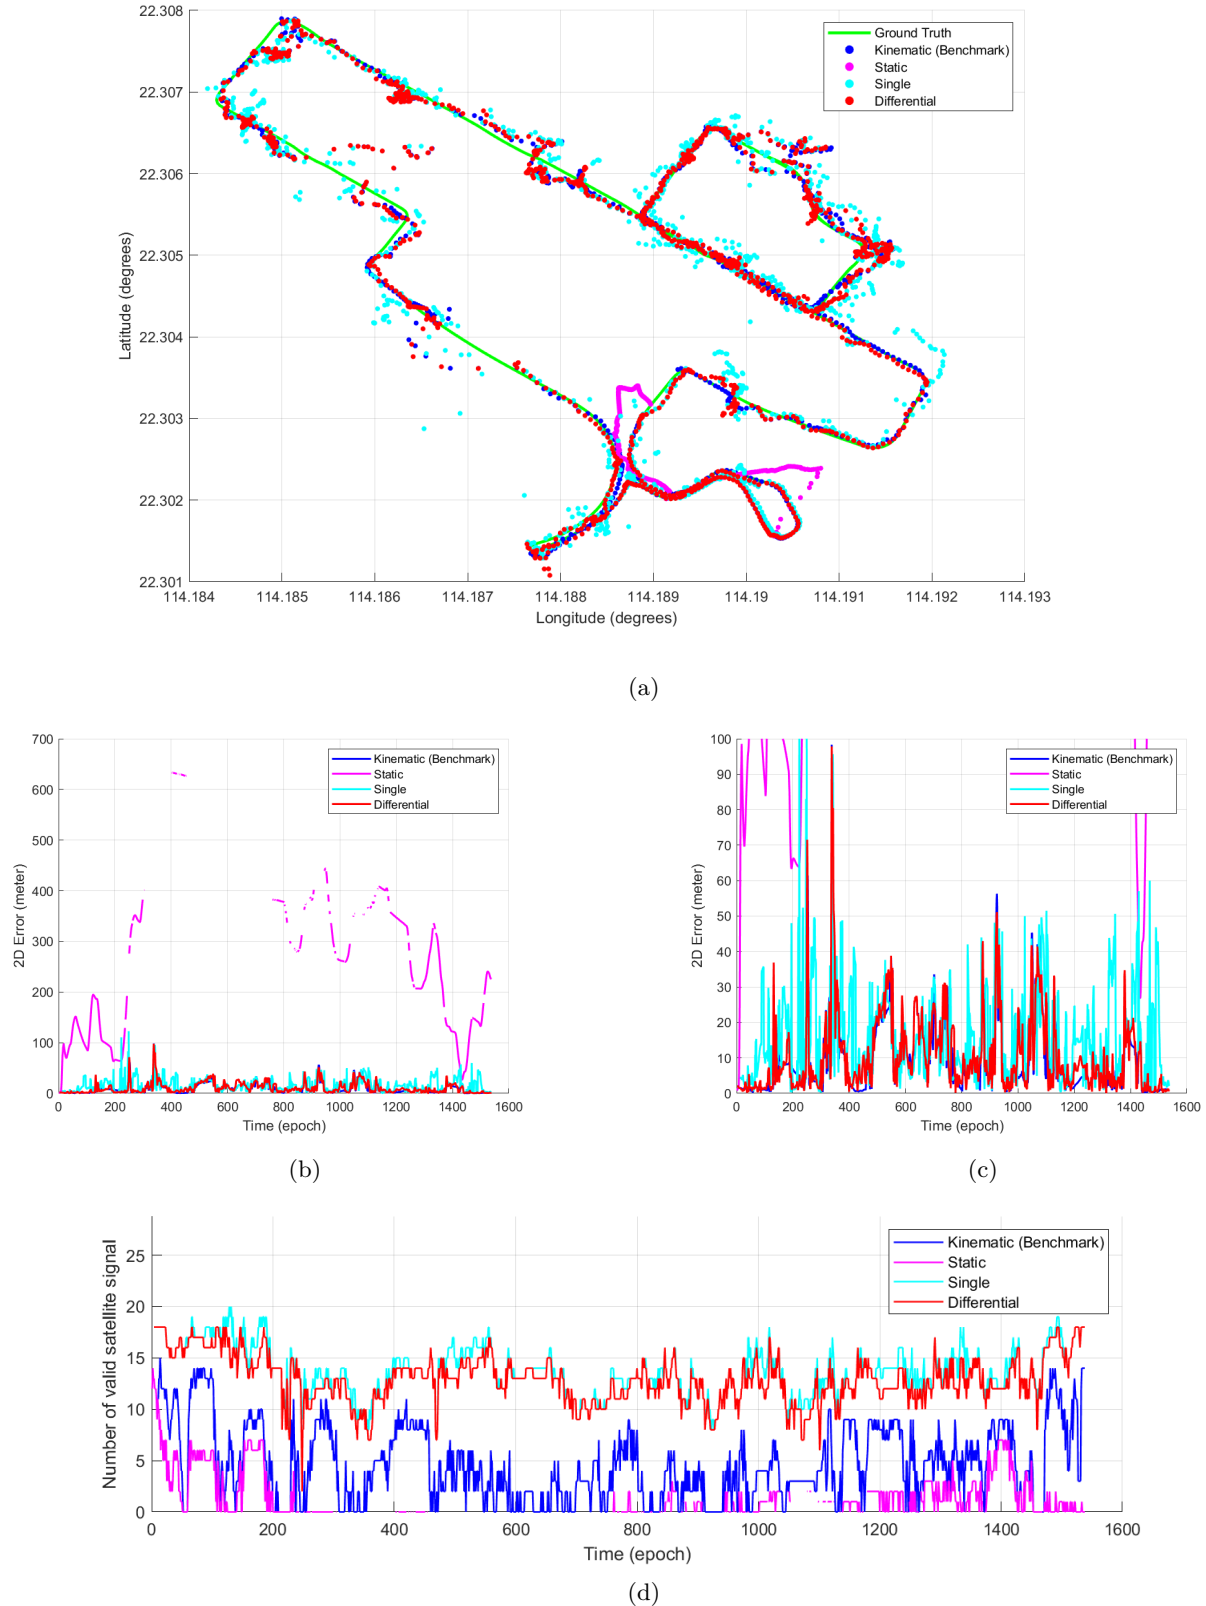 22.308
22.307
22.306
22.305
22.304
22.303
22.302
22.301
Latitude (degrees)
114.184 114.185 114.186 114.187 114.188 114.189 114.19 114.191 114.192 114.193
Longitude (degrees)
Ground Truth
Kinematic (Benchmark)
Static
Single
Differential
(a)
700
600
500
400
300
200
100
0
2D Error (meter)
0 200 400 600 800 1000 1200 1400 1600
Time (epoch)
Kinematic (Benchmark)
Static
Single
Differential
(b)
100
90
80
70
60
50
40
30
20
10
0
2D Error (meter)
0 200 400 600 800 1000 1200 1400 1600
Time (epoch)
Kinematic (Benchmark)
Static
Single
Differential
(c)
25
20
15
10
5
0
Number of valid satellite signal
0 200 400 600 800 1000 1200 1400 1600
Time (epoch)
Kinematic (Benchmark)
Static
Single
Differential
(d)